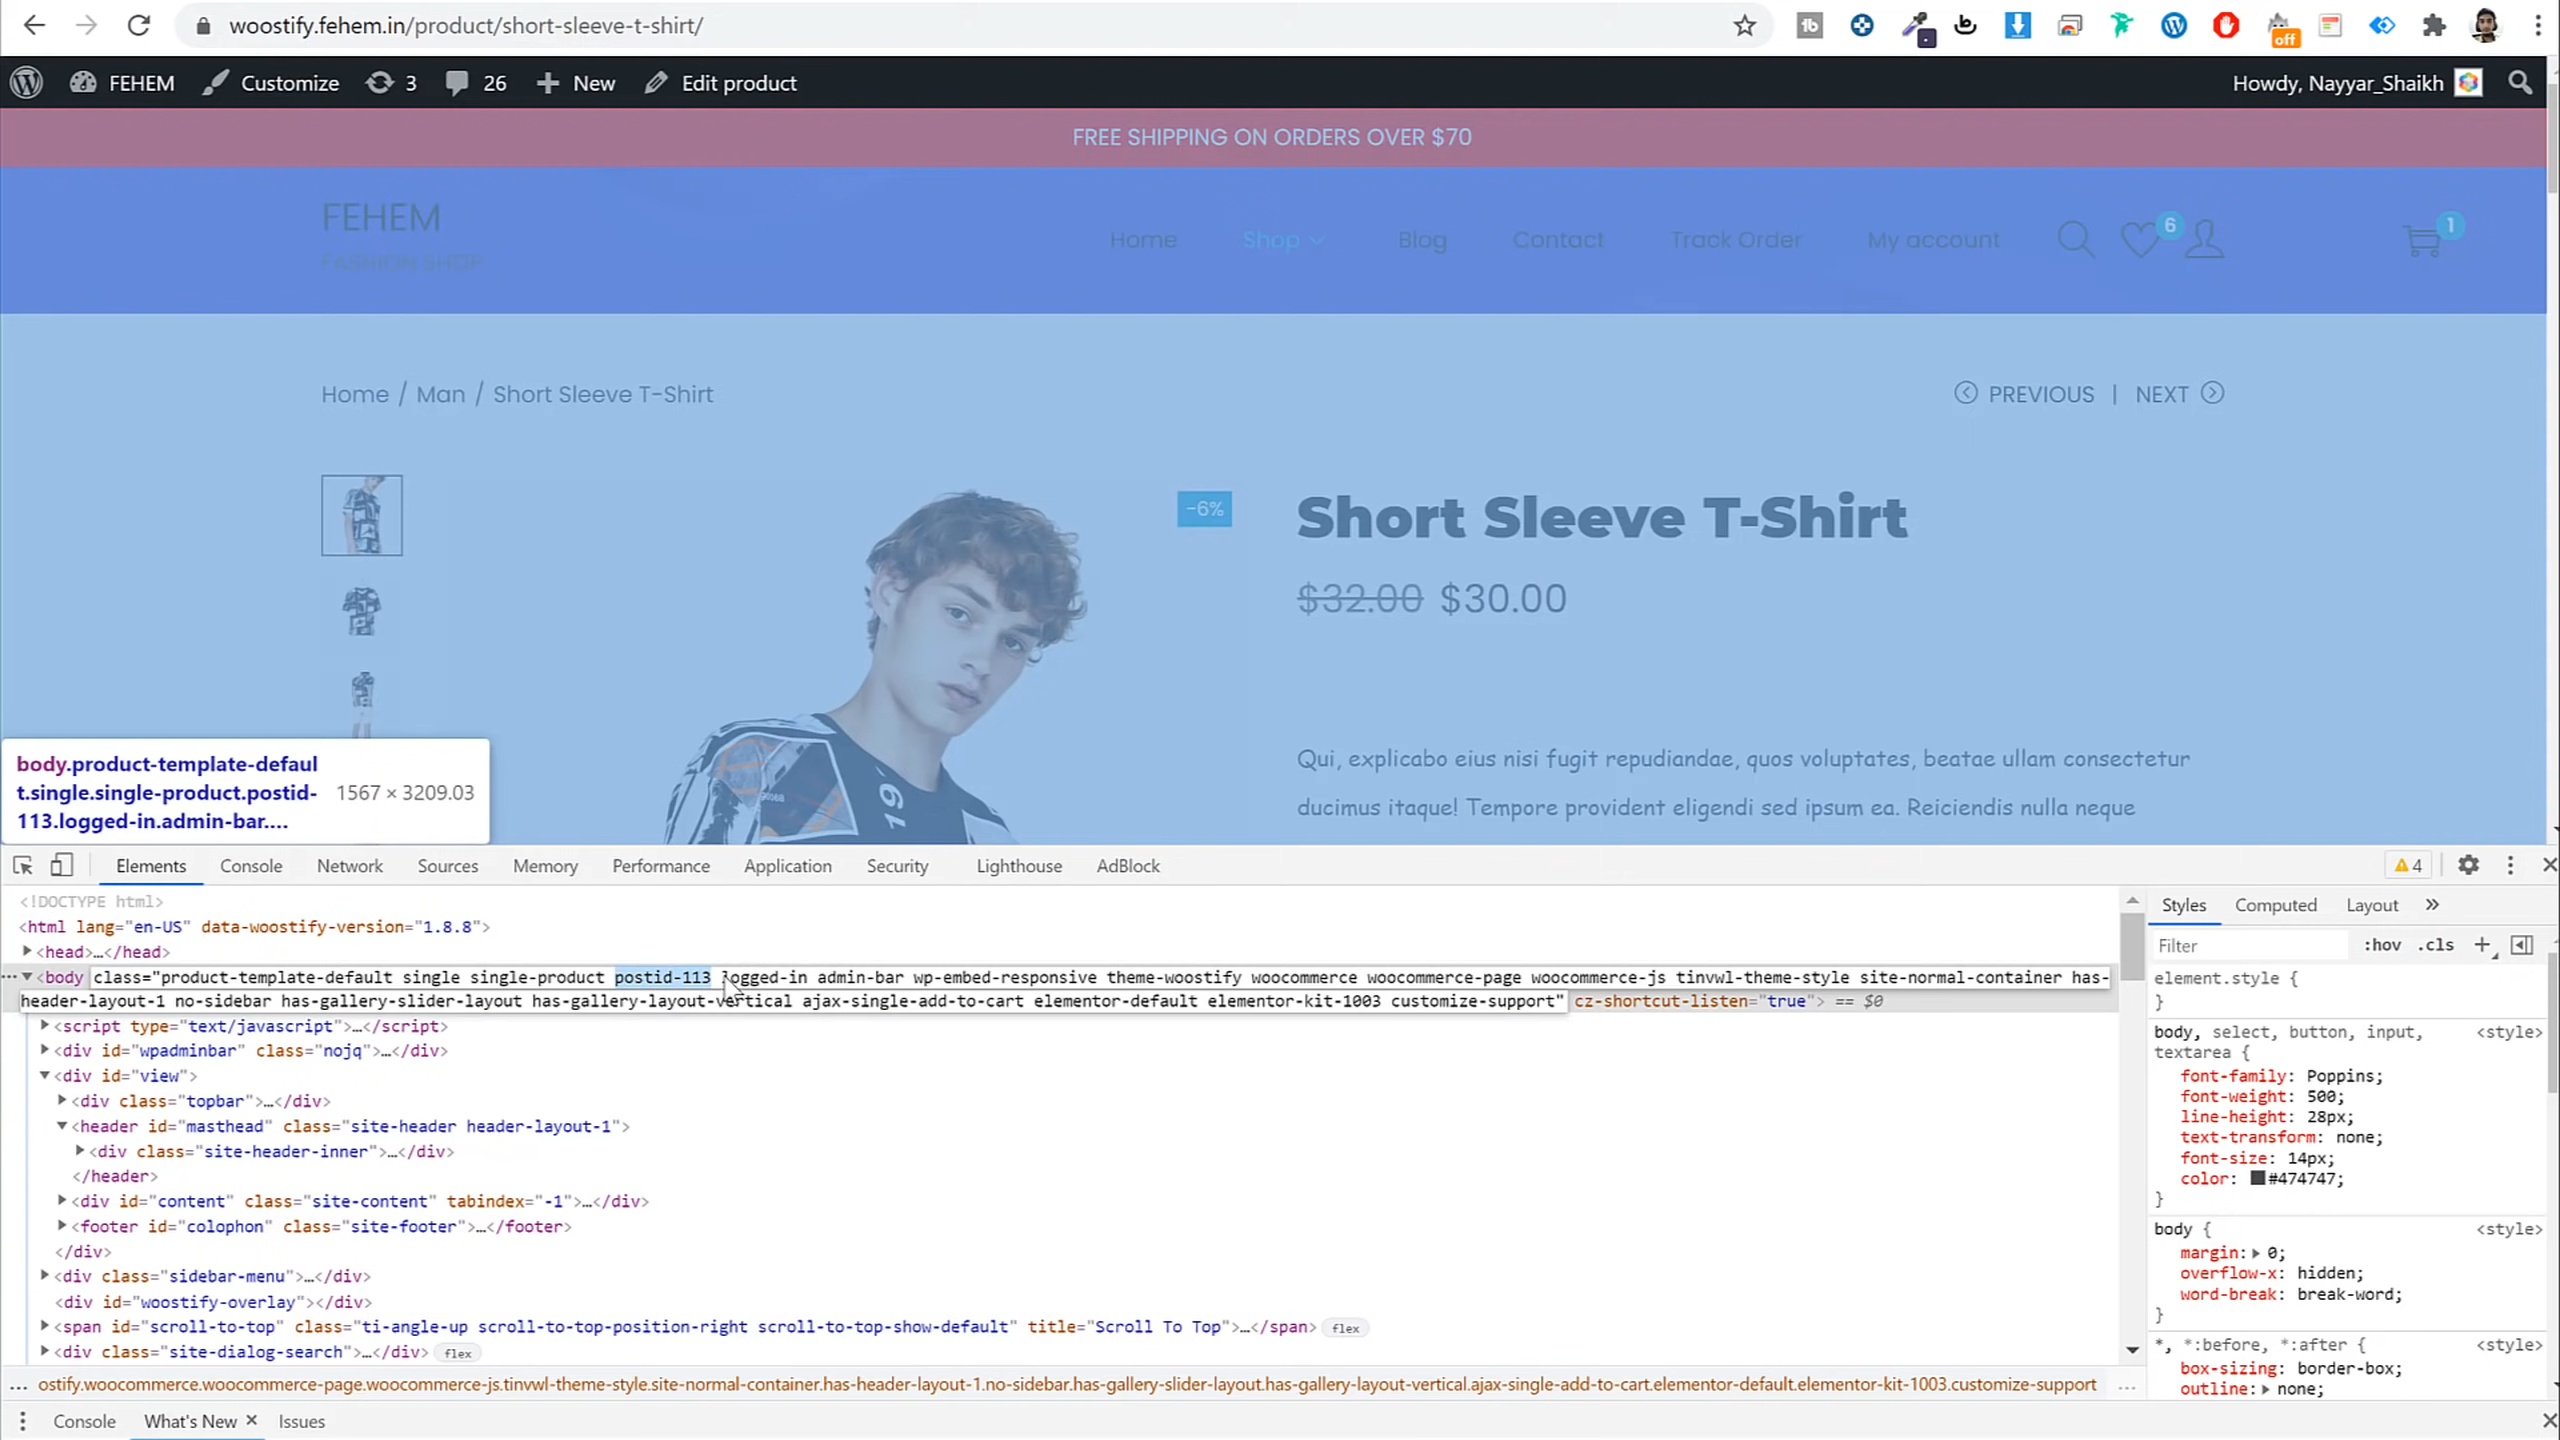 woostify.fehem.in/product/short-sleeve-t-shirt/
off
FEHEM Customize 3 26 New Edit product Howdy, Nayyar_Shaikh
FREE SHIPPING ON ORDERS OVER $70
FEHEM
FASHION SHOP
Home Shop Blog Contact Track Order My account 6 1
Home / Man / Short Sleeve T-Shirt
PREVIOUS | NEXT
-6%
Short Sleeve T-Shirt
$32.00 $30.00
Qui, explicabo eius nisi fugit repudiandae, quos voluptates, beatae ullam consectetur
ducimus itaque! Tempore provident eligendi sed ipsum ea. Reiciendis nulla neque
19
body.product-template-defaul
t.single.single-product.postid-
113.logged-in.admin-bar....
1567 × 3209.03
Elements Console Network Sources Memory Performance Application Security Lighthouse AdBlock 4
<!DOCTYPE html>
<html lang="en-US" data-woostify-version="1.8.8">
<head>…</head>
<body class="product-template-default single single-product postid-113 logged-in admin-bar wp-embed-responsive theme-woostify woocommerce woocommerce-page woocommerce-js tinvwl-theme-style site-normal-container has-
header-layout-1 no-sidebar has-gallery-slider-layout has-gallery-layout-vertical ajax-single-add-to-cart elementor-default elementor-kit-1003 customize-support" cz-shortcut-listen="true"> == $0
<script type="text/javascript">…</script>
<div id="wpadminbar" class="nojq">…</div>
<div id="view">
<div class="topbar">…</div>
<header id="masthead" class="site-header header-layout-1">
<div class="site-header-inner">…</div>
</header>
<div id="content" class="site-content" tabindex="-1">…</div>
<footer id="colophon" class="site-footer">…</footer>
</div>
<div class="sidebar-menu">…</div>
<div id="woostify-overlay"></div>
<span id="scroll-to-top" class="ti-angle-up scroll-to-top-position-right scroll-to-top-show-default" title="Scroll To Top">…</span> flex
<div class="site-dialog-search">…</div> flex
... ostify.woocommerce.woocommerce-page.woocommerce-js.tinvwl-theme-style.site-normal-container.has-header-layout-1.no-sidebar.has-gallery-slider-layout.has-gallery-layout-vertical.ajax-single-add-to-cart.elementor-default.elementor-kit-1003.customize-support ...
Styles Computed Layout »
Filter :hov .cls +
element.style {
}
body, select, button, input, <style>
textarea {
font-family: Poppins;
font-weight: 500;
line-height: 28px;
text-transform: none;
font-size: 14px;
color: #474747;
}
body { <style>
margin: 0;
overflow-x: hidden;
word-break: break-word;
}
*, *:before, *:after { <style>
box-sizing: border-box;
outline: none;
Console What's New × Issues